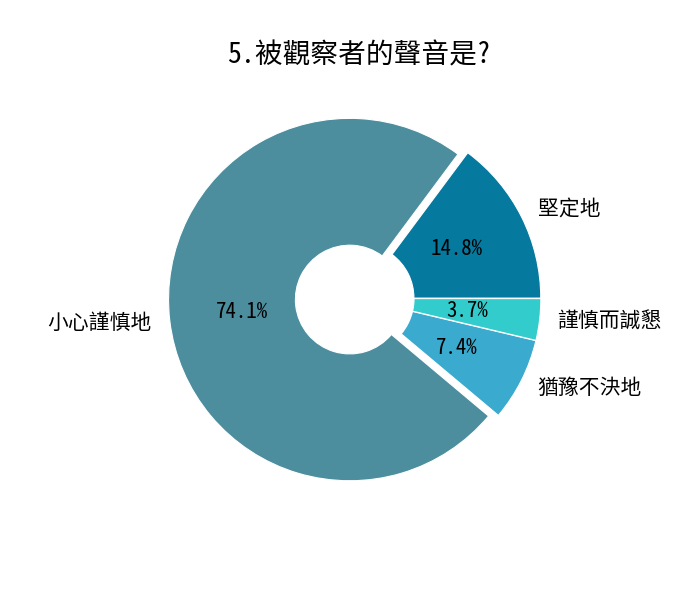 5.被觀察者的聲音是?
堅定地
14.8%
小心謹慎地
74.1%
3.7%
謹慎而誠懇
7.4%
猶豫不決地